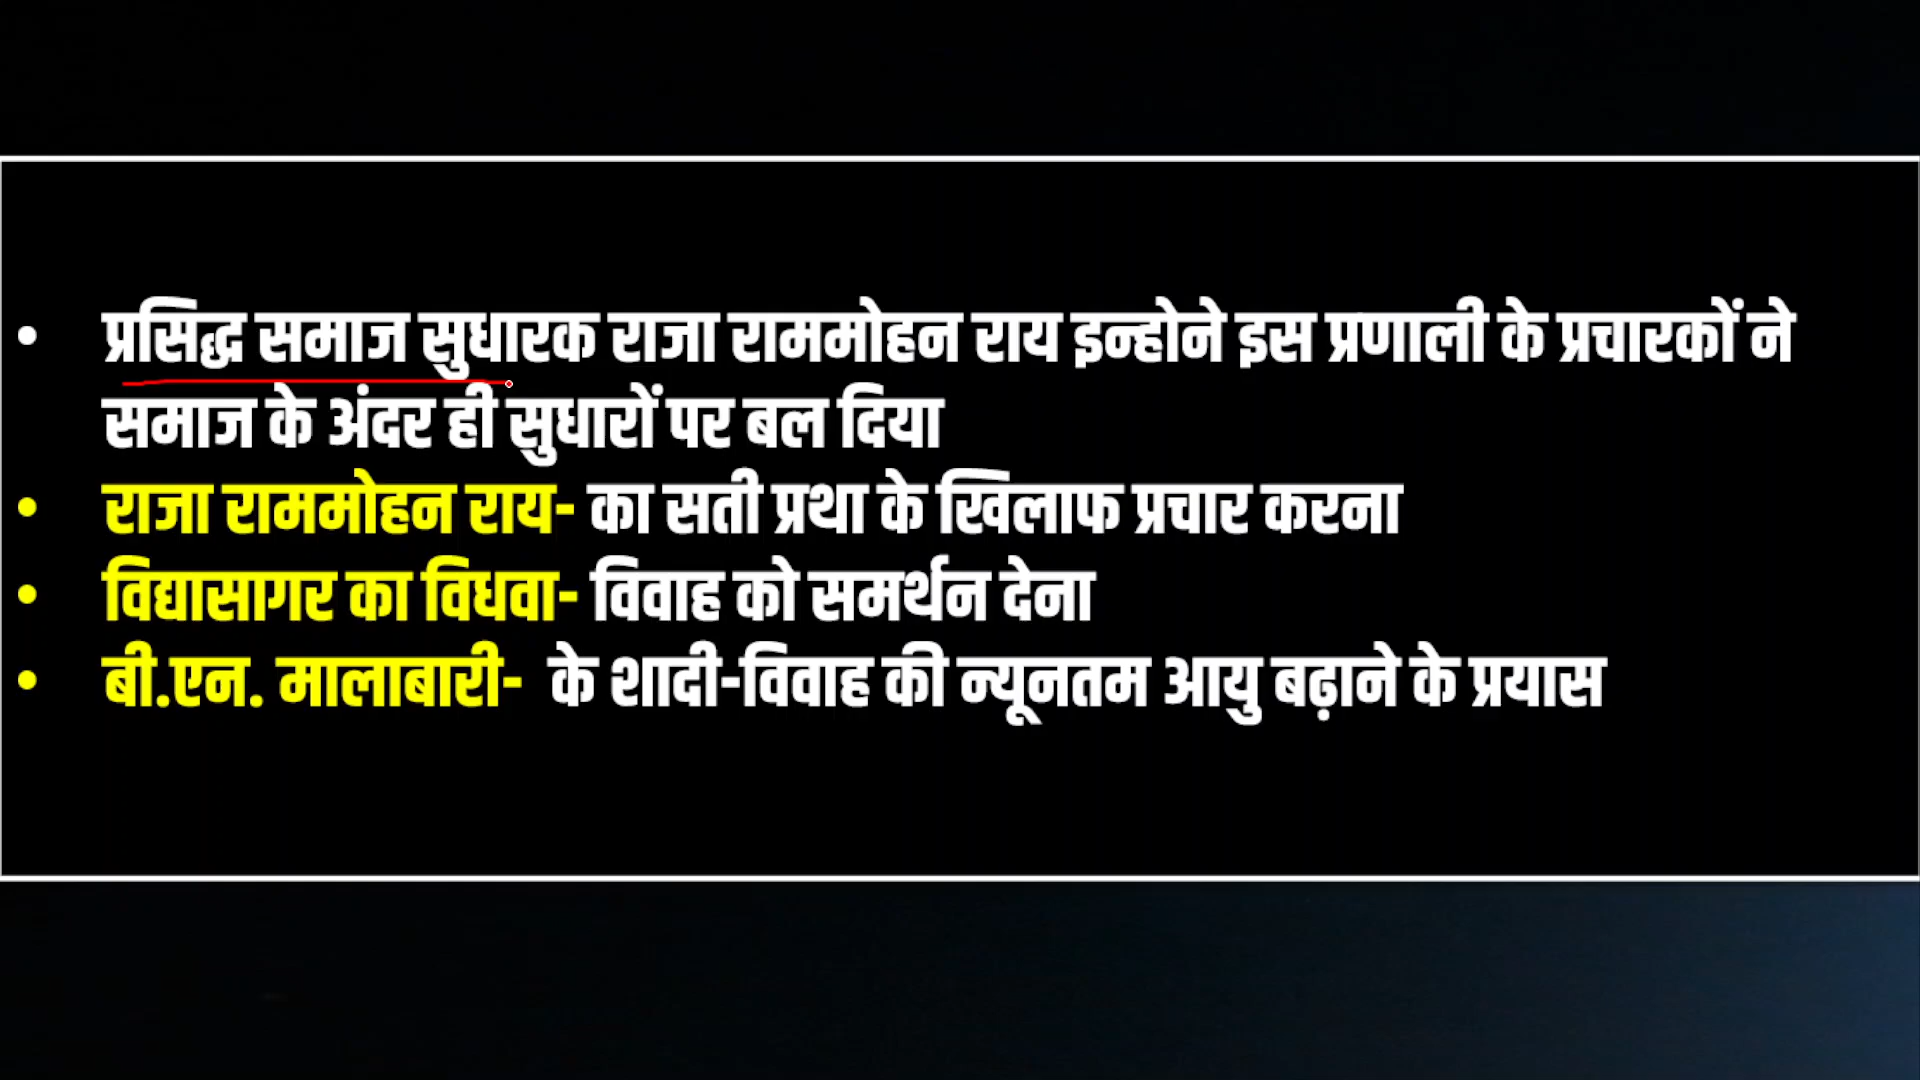 • प्रसिद्ध समाज सुधारक राजा राममोहन राय इन्होने इस प्रणाली के प्रचारकों ने
समाज के अंदर ही सुधारों पर बल दिया
• राजा राममोहन राय- का सती प्रथा के खिलाफ प्रचार करना
• विद्यासागर का विधवा- विवाह को समर्थन देना
• बी.एन. मालाबारी- के शादी-विवाह की न्यूनतम आयु बढ़ाने के प्रयास